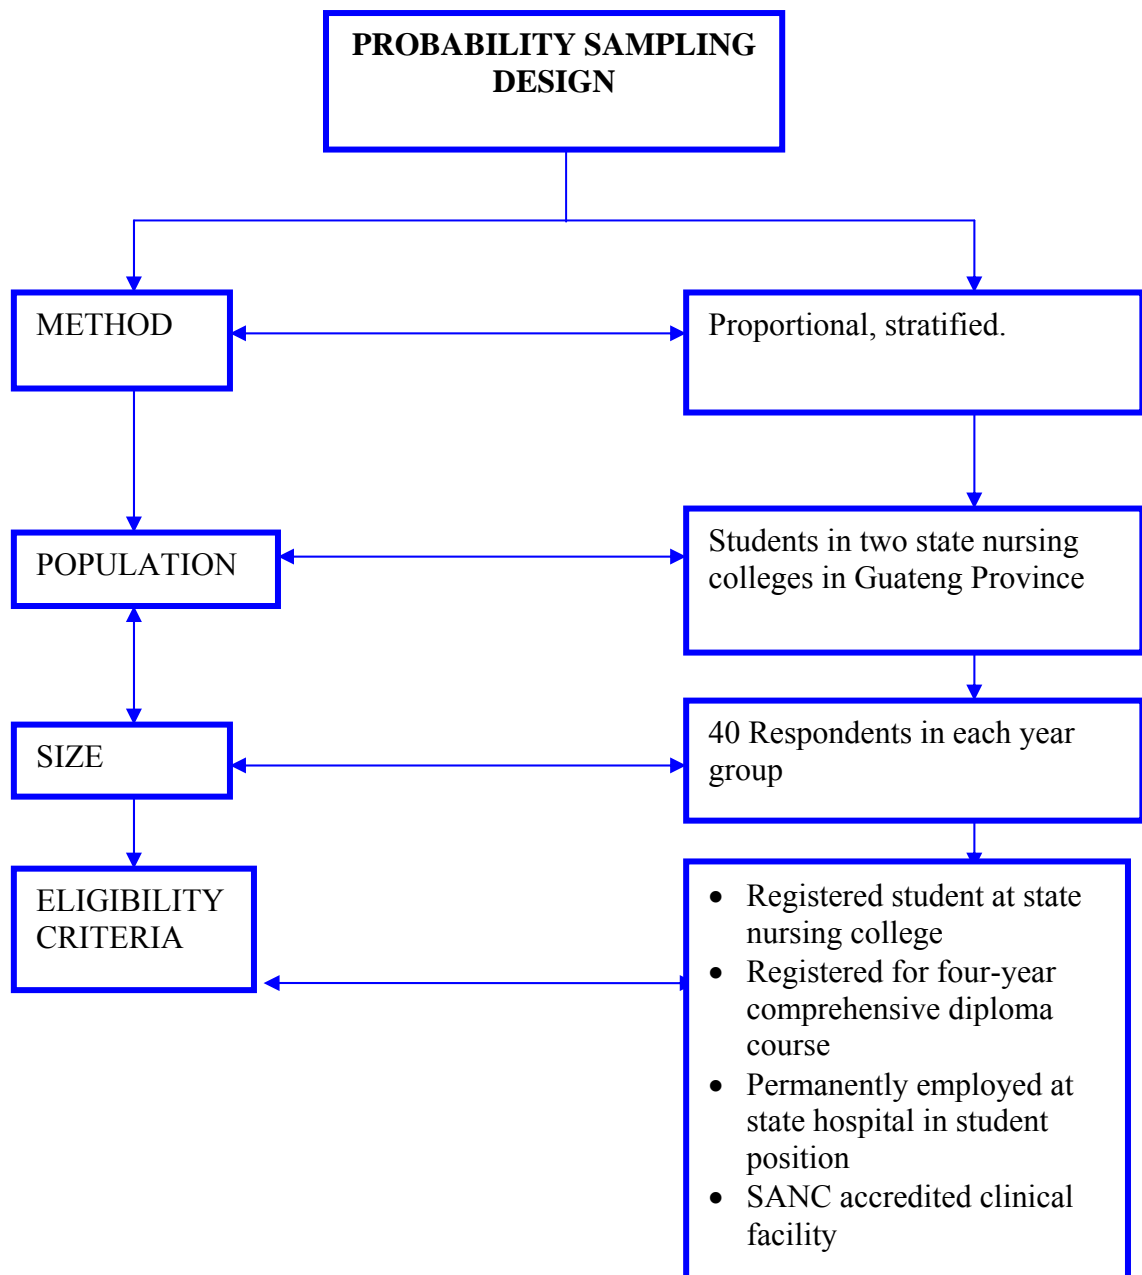 PROBABILITY SAMPLING
DESIGN
METHOD
Proportional, stratified.
POPULATION
Students in two state nursing
colleges in Guateng Province
SIZE
40 Respondents in each year
group
ELIGIBILITY
CRITERIA
• Registered student at state
nursing college
• Registered for four-year
comprehensive diploma
course
• Permanently employed at
state hospital in student
position
• SANC accredited clinical
facility